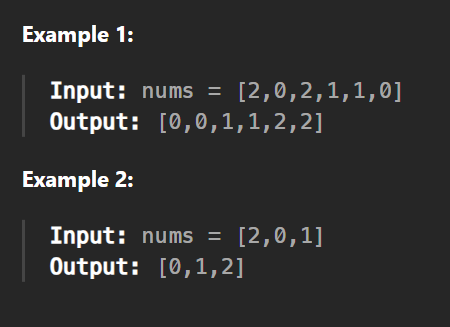 Example 1:
Input: nums = [2,0,2,1,1,0]
Output: [0,0,1,1,2,2]
Example 2:
Input: nums = [2,0,1]
Output: [0,1,2]